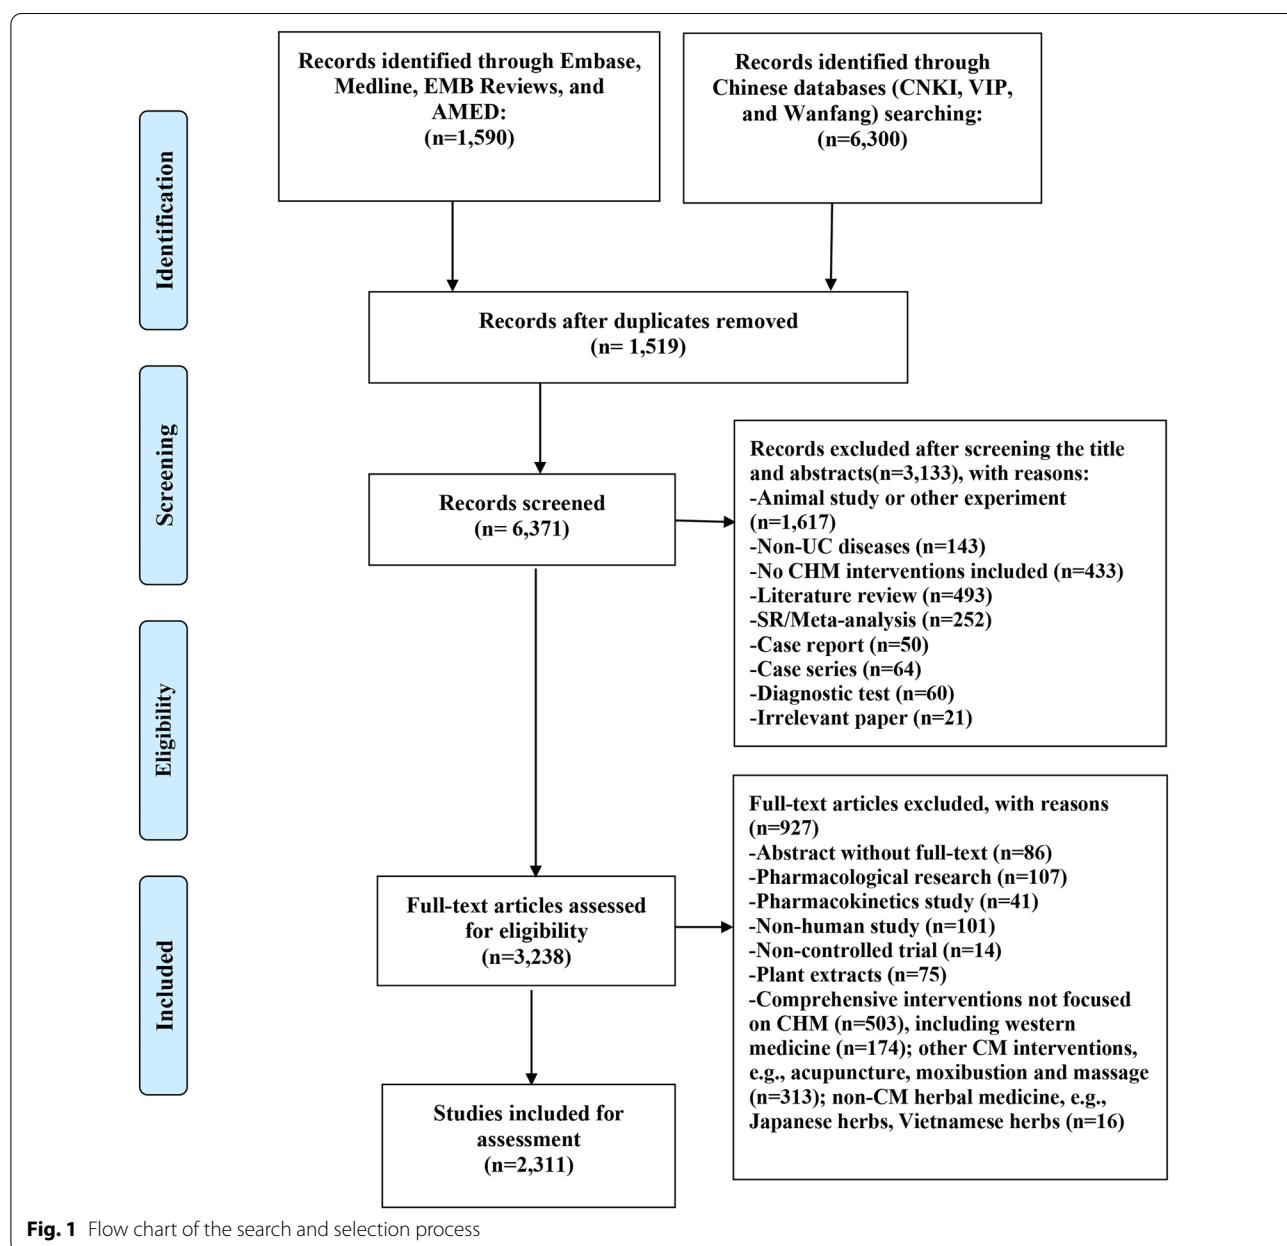 Records identified through Embase,
Medline, EMB Reviews, and
AMED:
(n=1,590)
Records identified through
Chinese databases (CNKI, VIP,
and Wanfang) searching:
(n=6,300)
Identification
Records after duplicates removed
(n= 1,519)
Screening
Records screened
(n= 6,371)
Records excluded after screening the title
and abstracts(n=3,133), with reasons:
-Animal study or other experiment
(n=1,617)
-Non-UC diseases (n=143)
-No CHM interventions included (n=433)
-Literature review (n=493)
-SR/Meta-analysis (n=252)
-Case report (n=50)
-Case series (n=64)
-Diagnostic test (n=60)
-Irrelevant paper (n=21)
Eligibility
Full-text articles assessed
for eligibility
(n=3,238)
Full-text articles excluded, with reasons
(n=927)
-Abstract without full-text (n=86)
-Pharmacological research (n=107)
-Pharmacokinetics study (n=41)
-Non-human study (n=101)
-Non-controlled trial (n=14)
-Plant extracts (n=75)
-Comprehensive interventions not focused
on CHM (n=503), including western
medicine (n=174); other CM interventions,
e.g., acupuncture, moxibustion and massage
(n=313); non-CM herbal medicine, e.g.,
Japanese herbs, Vietnamese herbs (n=16)
Included
Studies included for
assessment
(n=2,311)
Fig. 1 Flow chart of the search and selection process